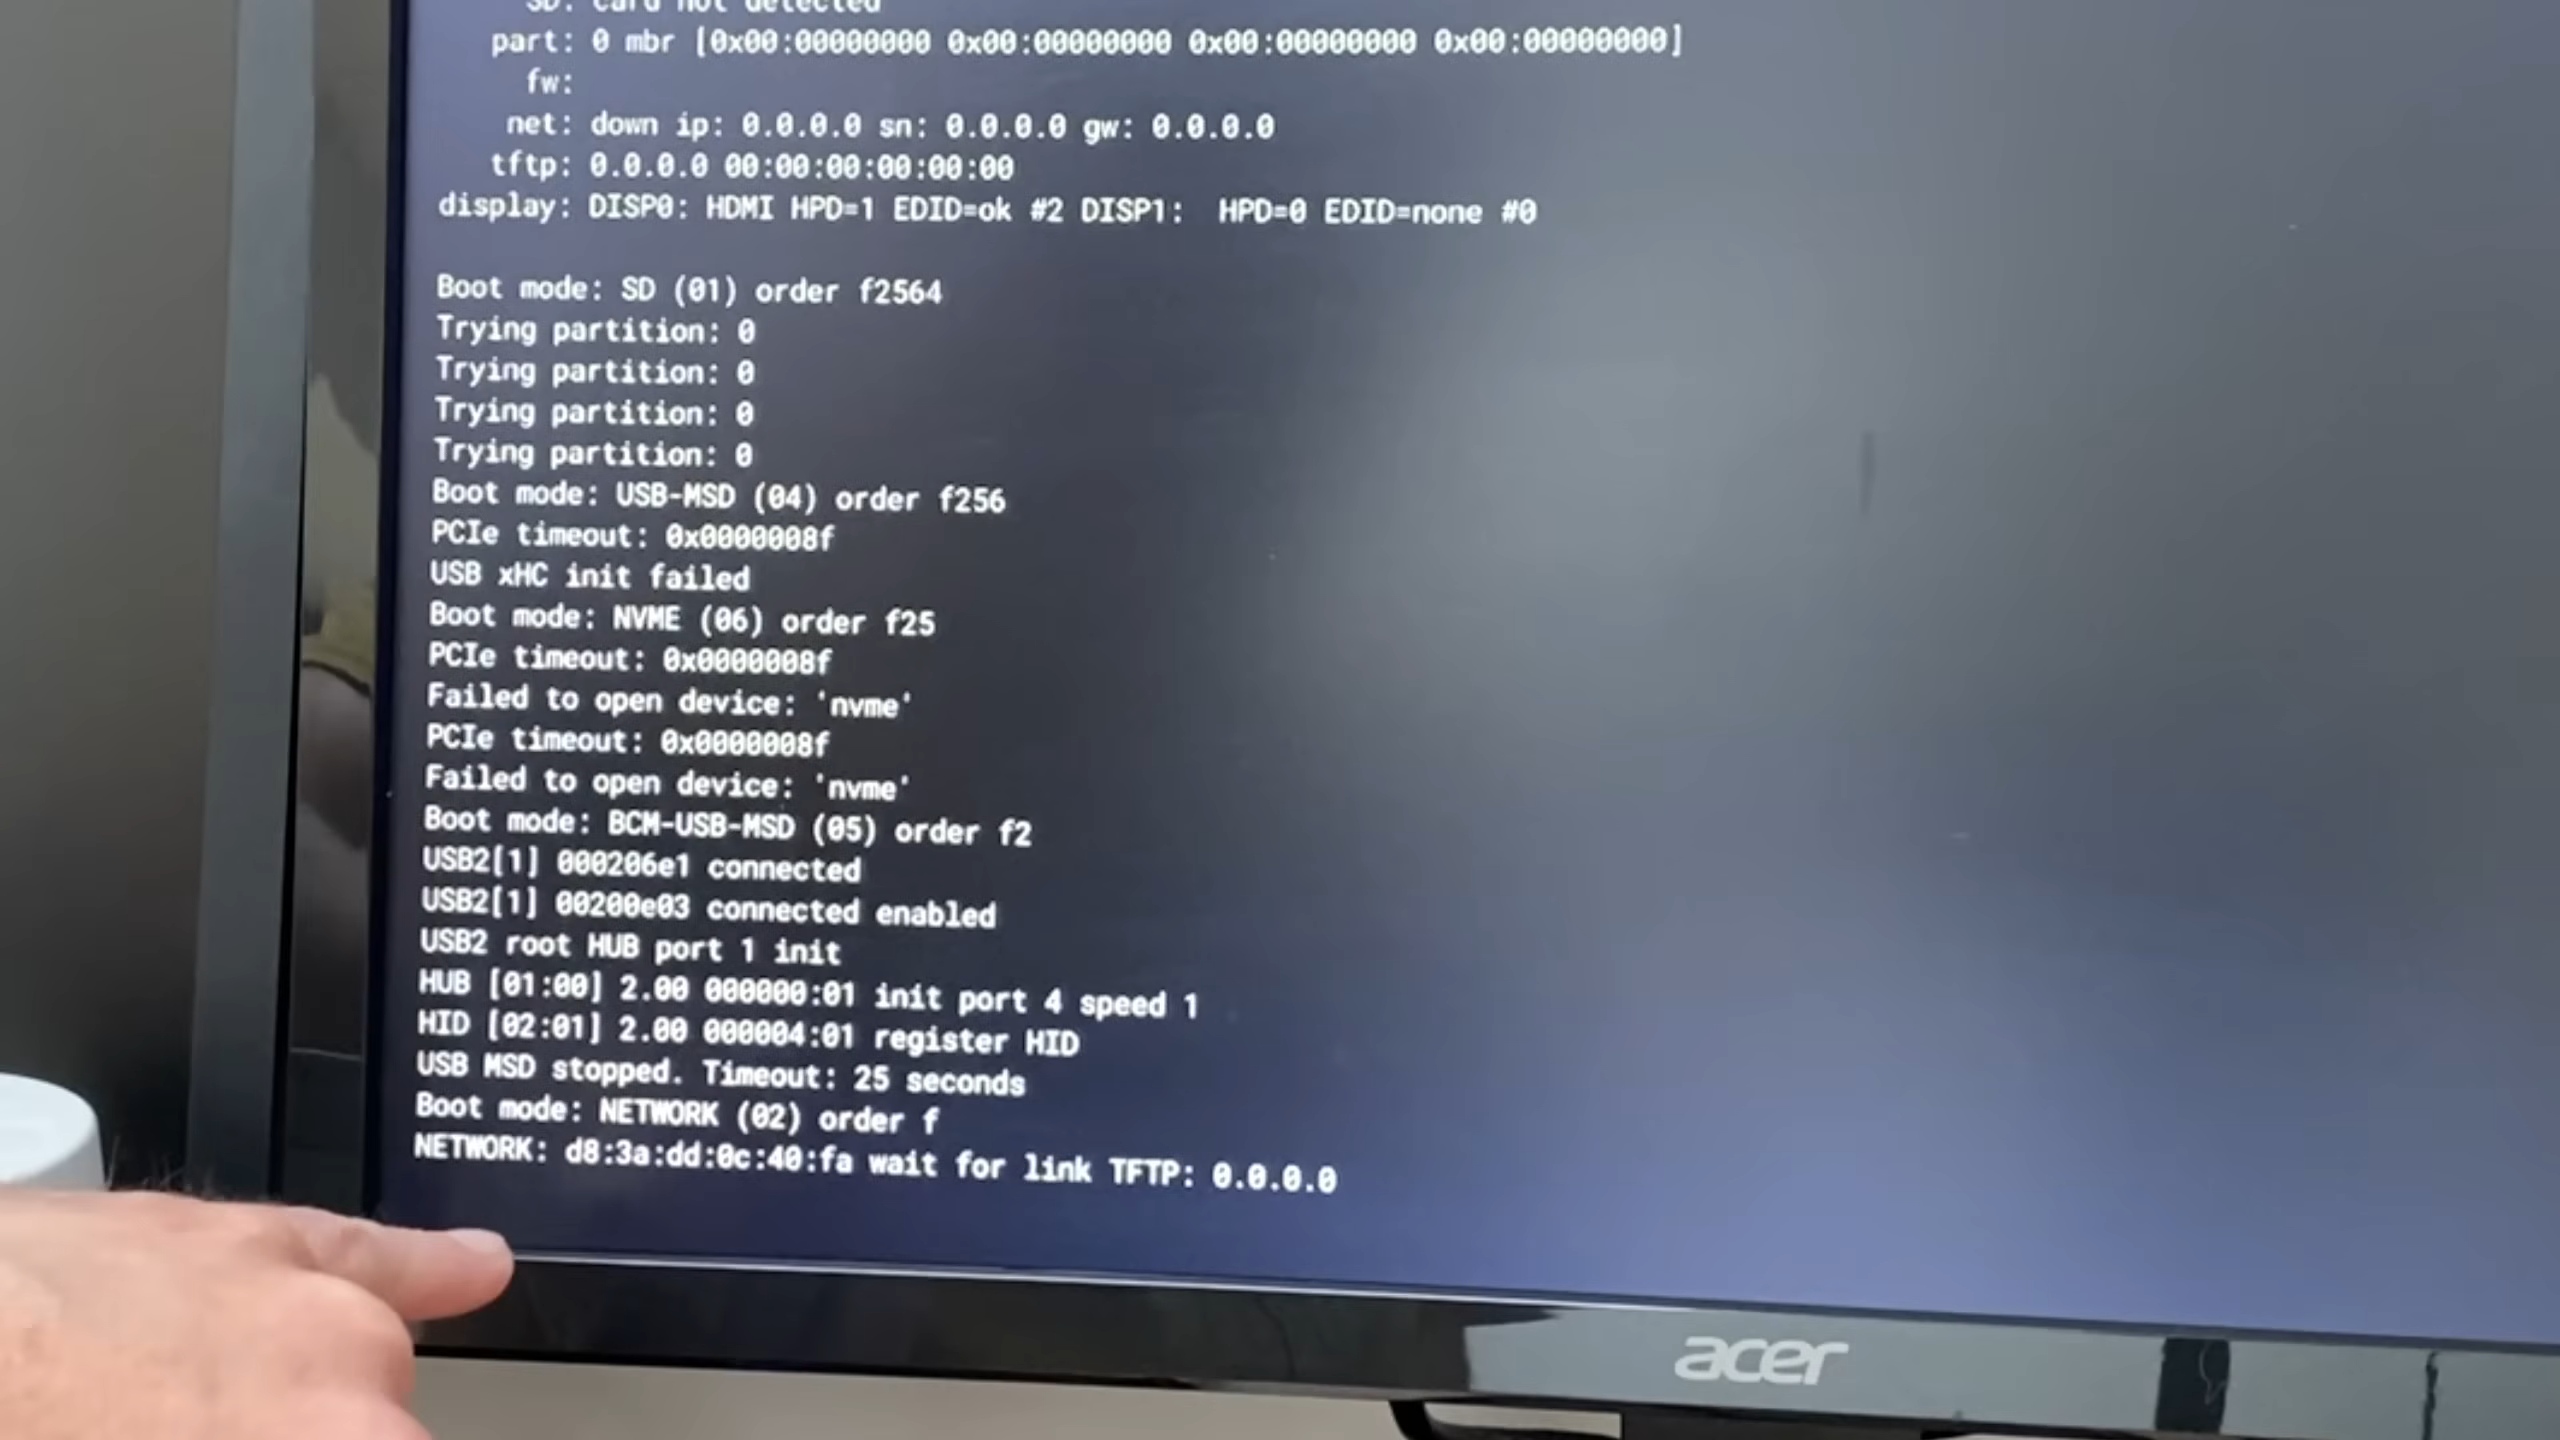 SD: card not detected
part: 0 mbr [0x00:00000000 0x00:00000000 0x00:00000000 0x00:00000000]
fw:
net: down ip: 0.0.0.0 sn: 0.0.0.0 gw: 0.0.0.0
tftp: 0.0.0.0 00:00:00:00:00:00
display: DISP0: HDMI HPD=1 EDID=ok #2 DISP1: HPD=0 EDID=none #0
Boot mode: SD (01) order f2564
Trying partition: 0
Trying partition: 0
Trying partition: 0
Trying partition: 0
Boot mode: USB-MSD (04) order f256
PCIe timeout: 0x0000008f
USB xHC init failed
Boot mode: NVME (06) order f25
PCIe timeout: 0x0000008f
Failed to open device: 'nvme'
PCIe timeout: 0x0000008f
Failed to open device: 'nvme'
Boot mode: BCM-USB-MSD (05) order f2
USB2[1] 000206e1 connected
USB2[1] 00200e03 connected enabled
USB2 root HUB port 1 init
HUB [01:00] 2.00 000000:01 init port 4 speed 1
HID [02:01] 2.00 000004:01 register HID
USB MSD stopped. Timeout: 25 seconds
Boot mode: NETWORK (02) order f
NETWORK: d8:3a:dd:0c:40:fa wait for link TFTP: 0.0.0.0
acer